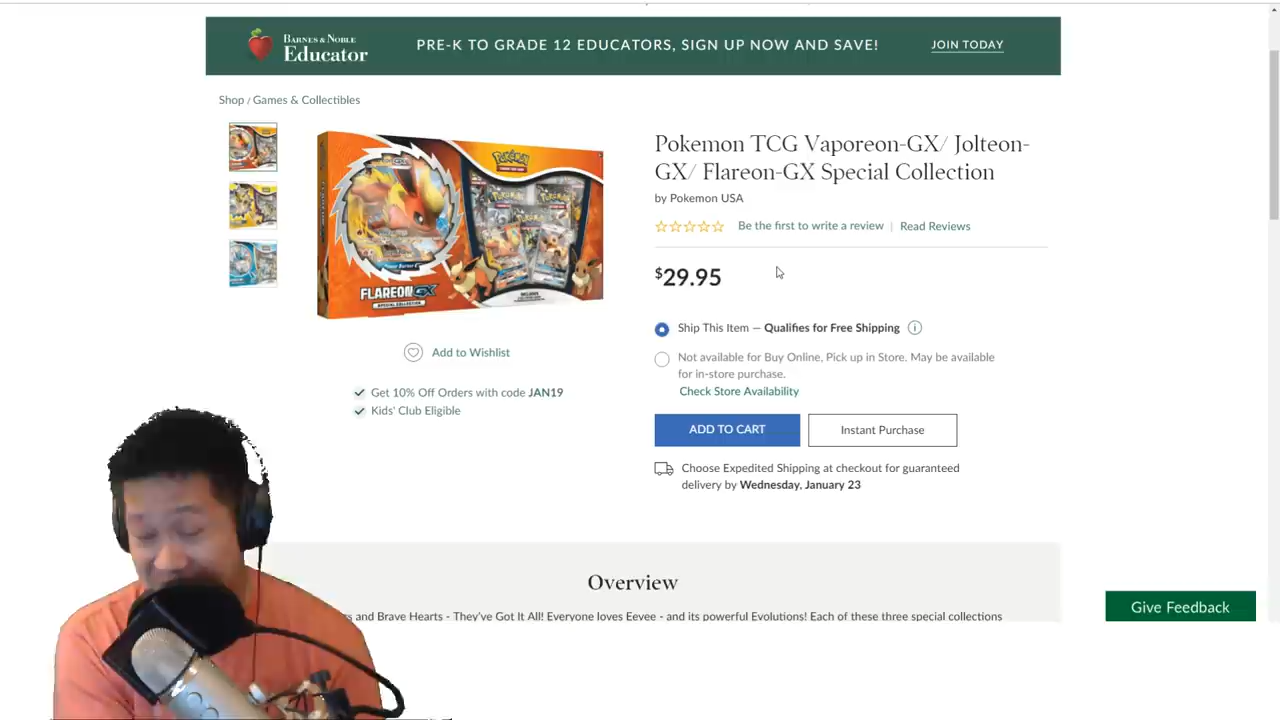 BARNES & NOBLE
Educator
PRE-K TO GRADE 12 EDUCATORS, SIGN UP NOW AND SAVE!
JOIN TODAY
Shop / Games & Collectibles
Pokemon TCG Vaporeon-GX/ Jolteon-
GX/ Flareon-GX Special Collection
by Pokemon USA
Be the first to write a review | Read Reviews
$29.95
Ship This Item — Qualifies for Free Shipping
Not available for Buy Online, Pick up in Store. May be available
for in-store purchase.
Check Store Availability
ADD TO CART
Instant Purchase
Choose Expedited Shipping at checkout for guaranteed
delivery by Wednesday, January 23
POKÉMON
FLAREON GX
SPECIAL COLLECTION
Add to Wishlist
Get 10% Off Orders with code JAN19
Kids' Club Eligible
Overview
and Brave Hearts - They've Got It All! Everyone loves Eevee - and its powerful Evolutions! Each of these three special collections
Give Feedback